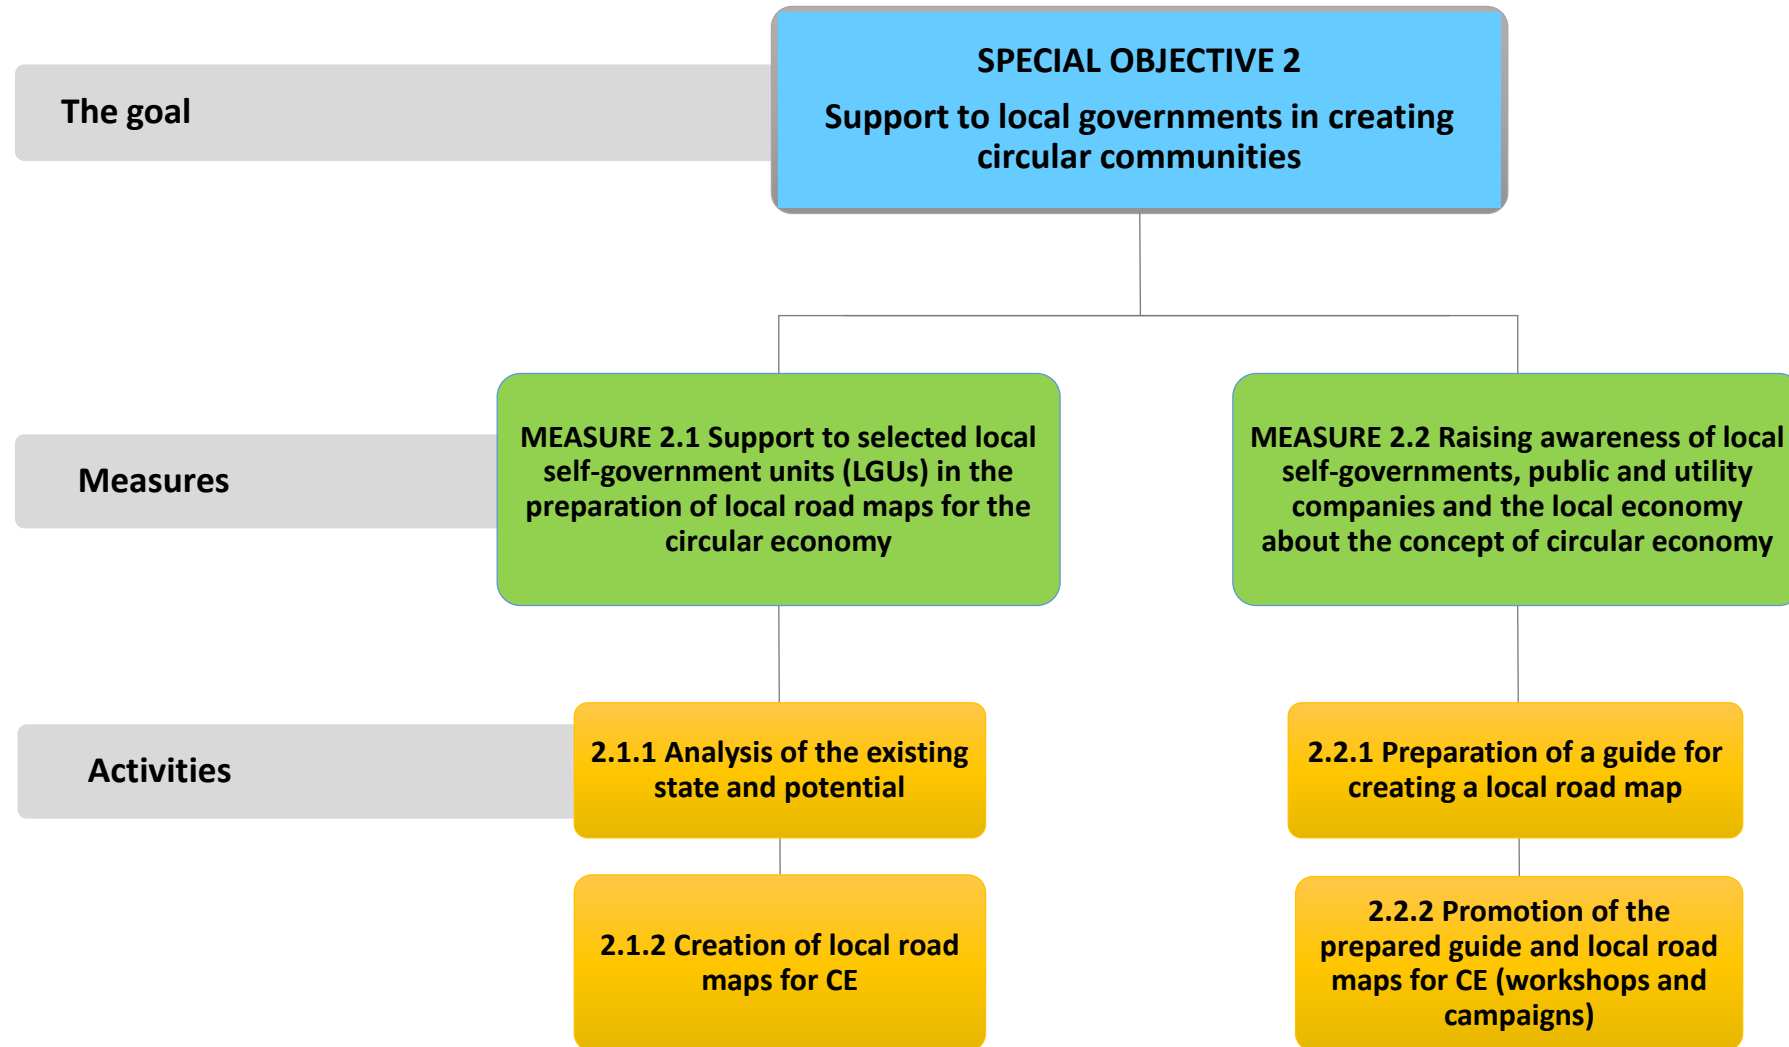 SPECIAL OBJECTIVE 2
The goal
Support to local governments in creating
circular communities
Measures
MEASURE 2.1 Support to selected local
self-government units (LGUs) in the
preparation of local road maps for the
circular economy
MEASURE 2.2 Raising awareness of local
self-governments, public and utility
companies and the local economy
about the concept of circular economy
Activities
2.1.1 Analysis of the existing
state and potential
2.2.1 Preparation of a guide for
creating a local road map
2.1.2 Creation of local road
maps for CE
2.2.2 Promotion of the
prepared guide and local road
maps for CE (workshops and
campaigns)